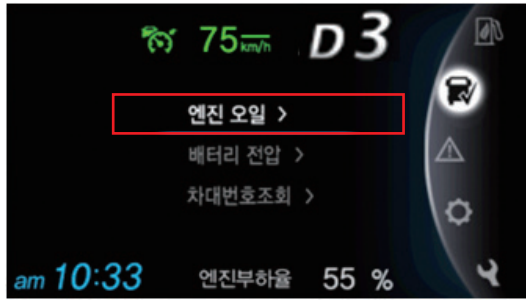 75 km/h D 3
엔진 오일 >
배터리 전압 >
차대번호조회 >
am 10:33 엔진부하율 55 %